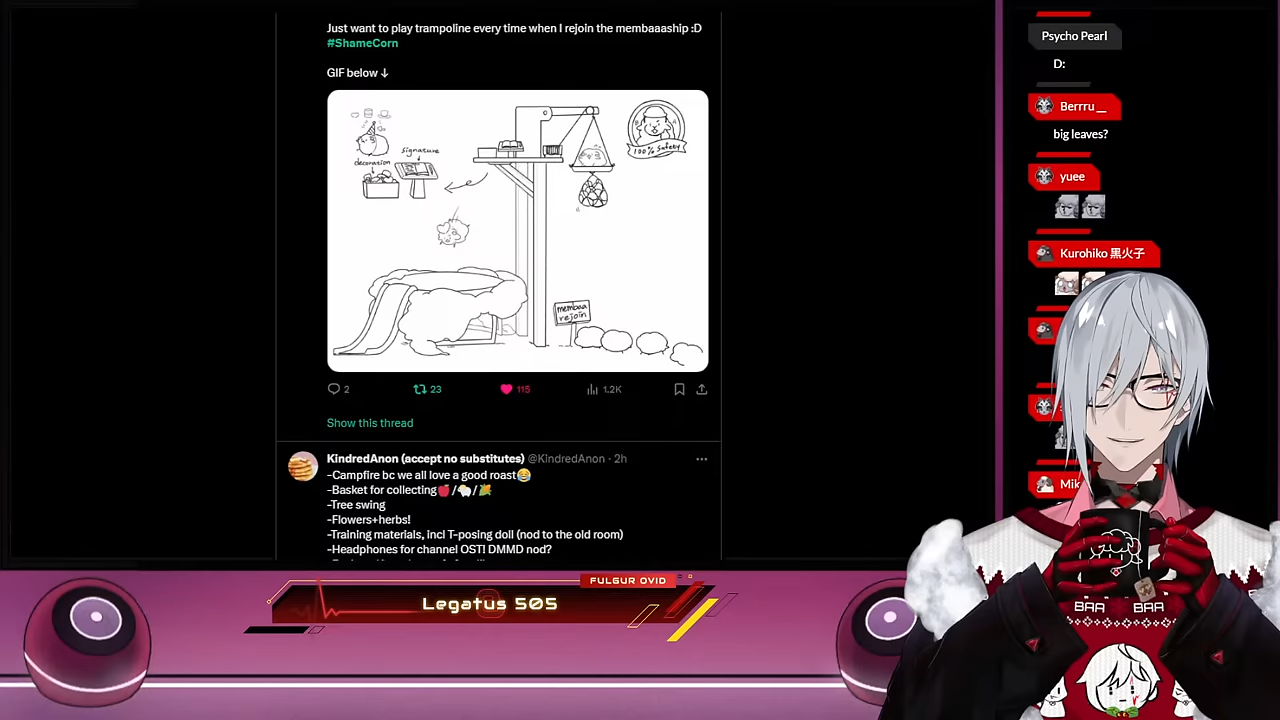 Just want to play trampoline every time when I rejoin the membaaaship :D
#ShameCorn
GIF below ↓
decoration
signature
100% Safety
membaa
rejoin
2
23
115
1.2K
Show this thread
KindredAnon (accept no substitutes) @KindredAnon · 2h
-Campfire bc we all love a good roast😂
-Basket for collecting🍎/🐑/🌽
-Tree swing
-Flowers+herbs!
-Training materials, incl T-posing doll (nod to the old room)
-Headphones for channel OST! DMMD nod?
Psycho Pearl
D:
Berrru __
big leaves?
yuee
Kurohiko 黒火子
Mik
FULGUR OVID
Legatus 505
BAA BAA